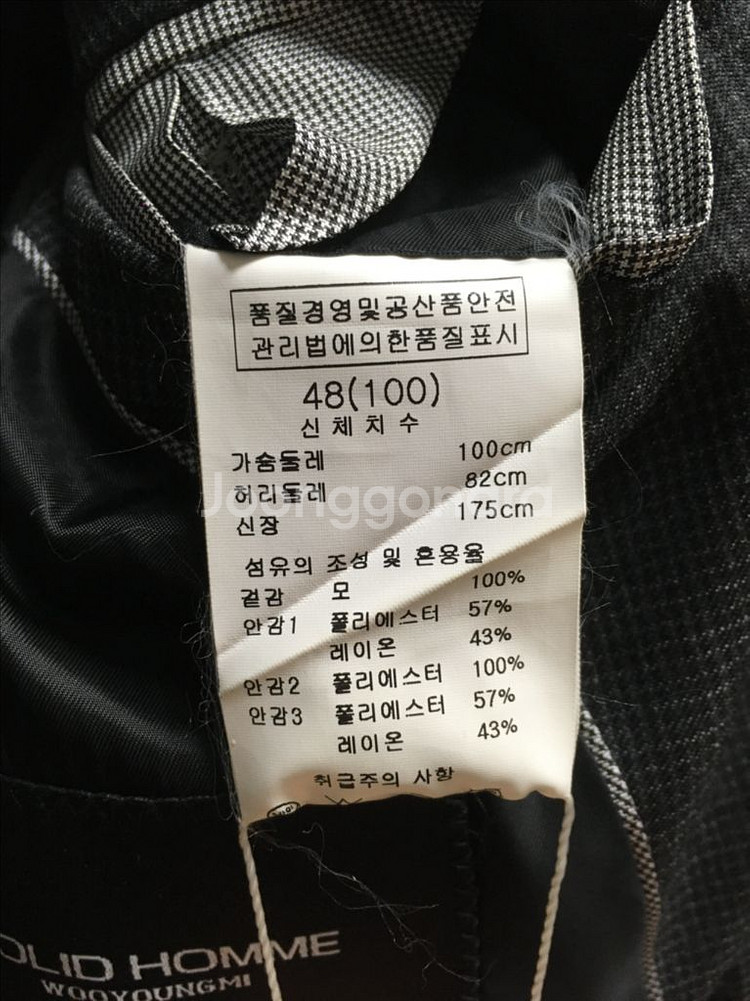 품질경영및공산품안전
관리법에의한품질표시
48(100)
신체치수
가슴둘레 100cm
허리둘레 82cm
신장 175cm
섬유의 조성 및 혼용율
겉감 모 100%
안감1 폴리에스터 57%
레이온 43%
안감2 폴리에스터 100%
안감3 폴리에스터 57%
레이온 43%
취급주의 사항
OLID HOMME
WOOYOUNGMI
Joonggonara